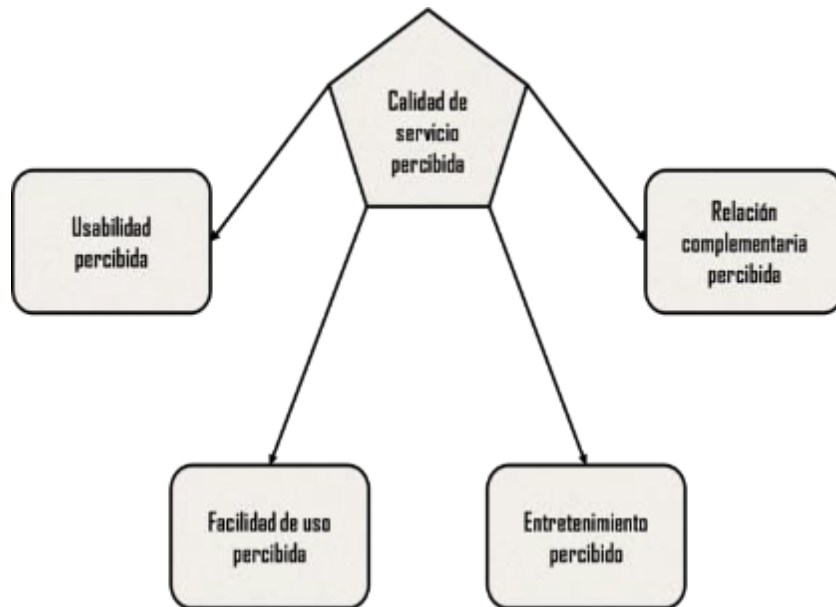 Calidad de
servicio
percibida
Usabilidad
percibida
Relación
complementaria
percibida
Facilidad de uso
percibida
Entretenimiento
percibido